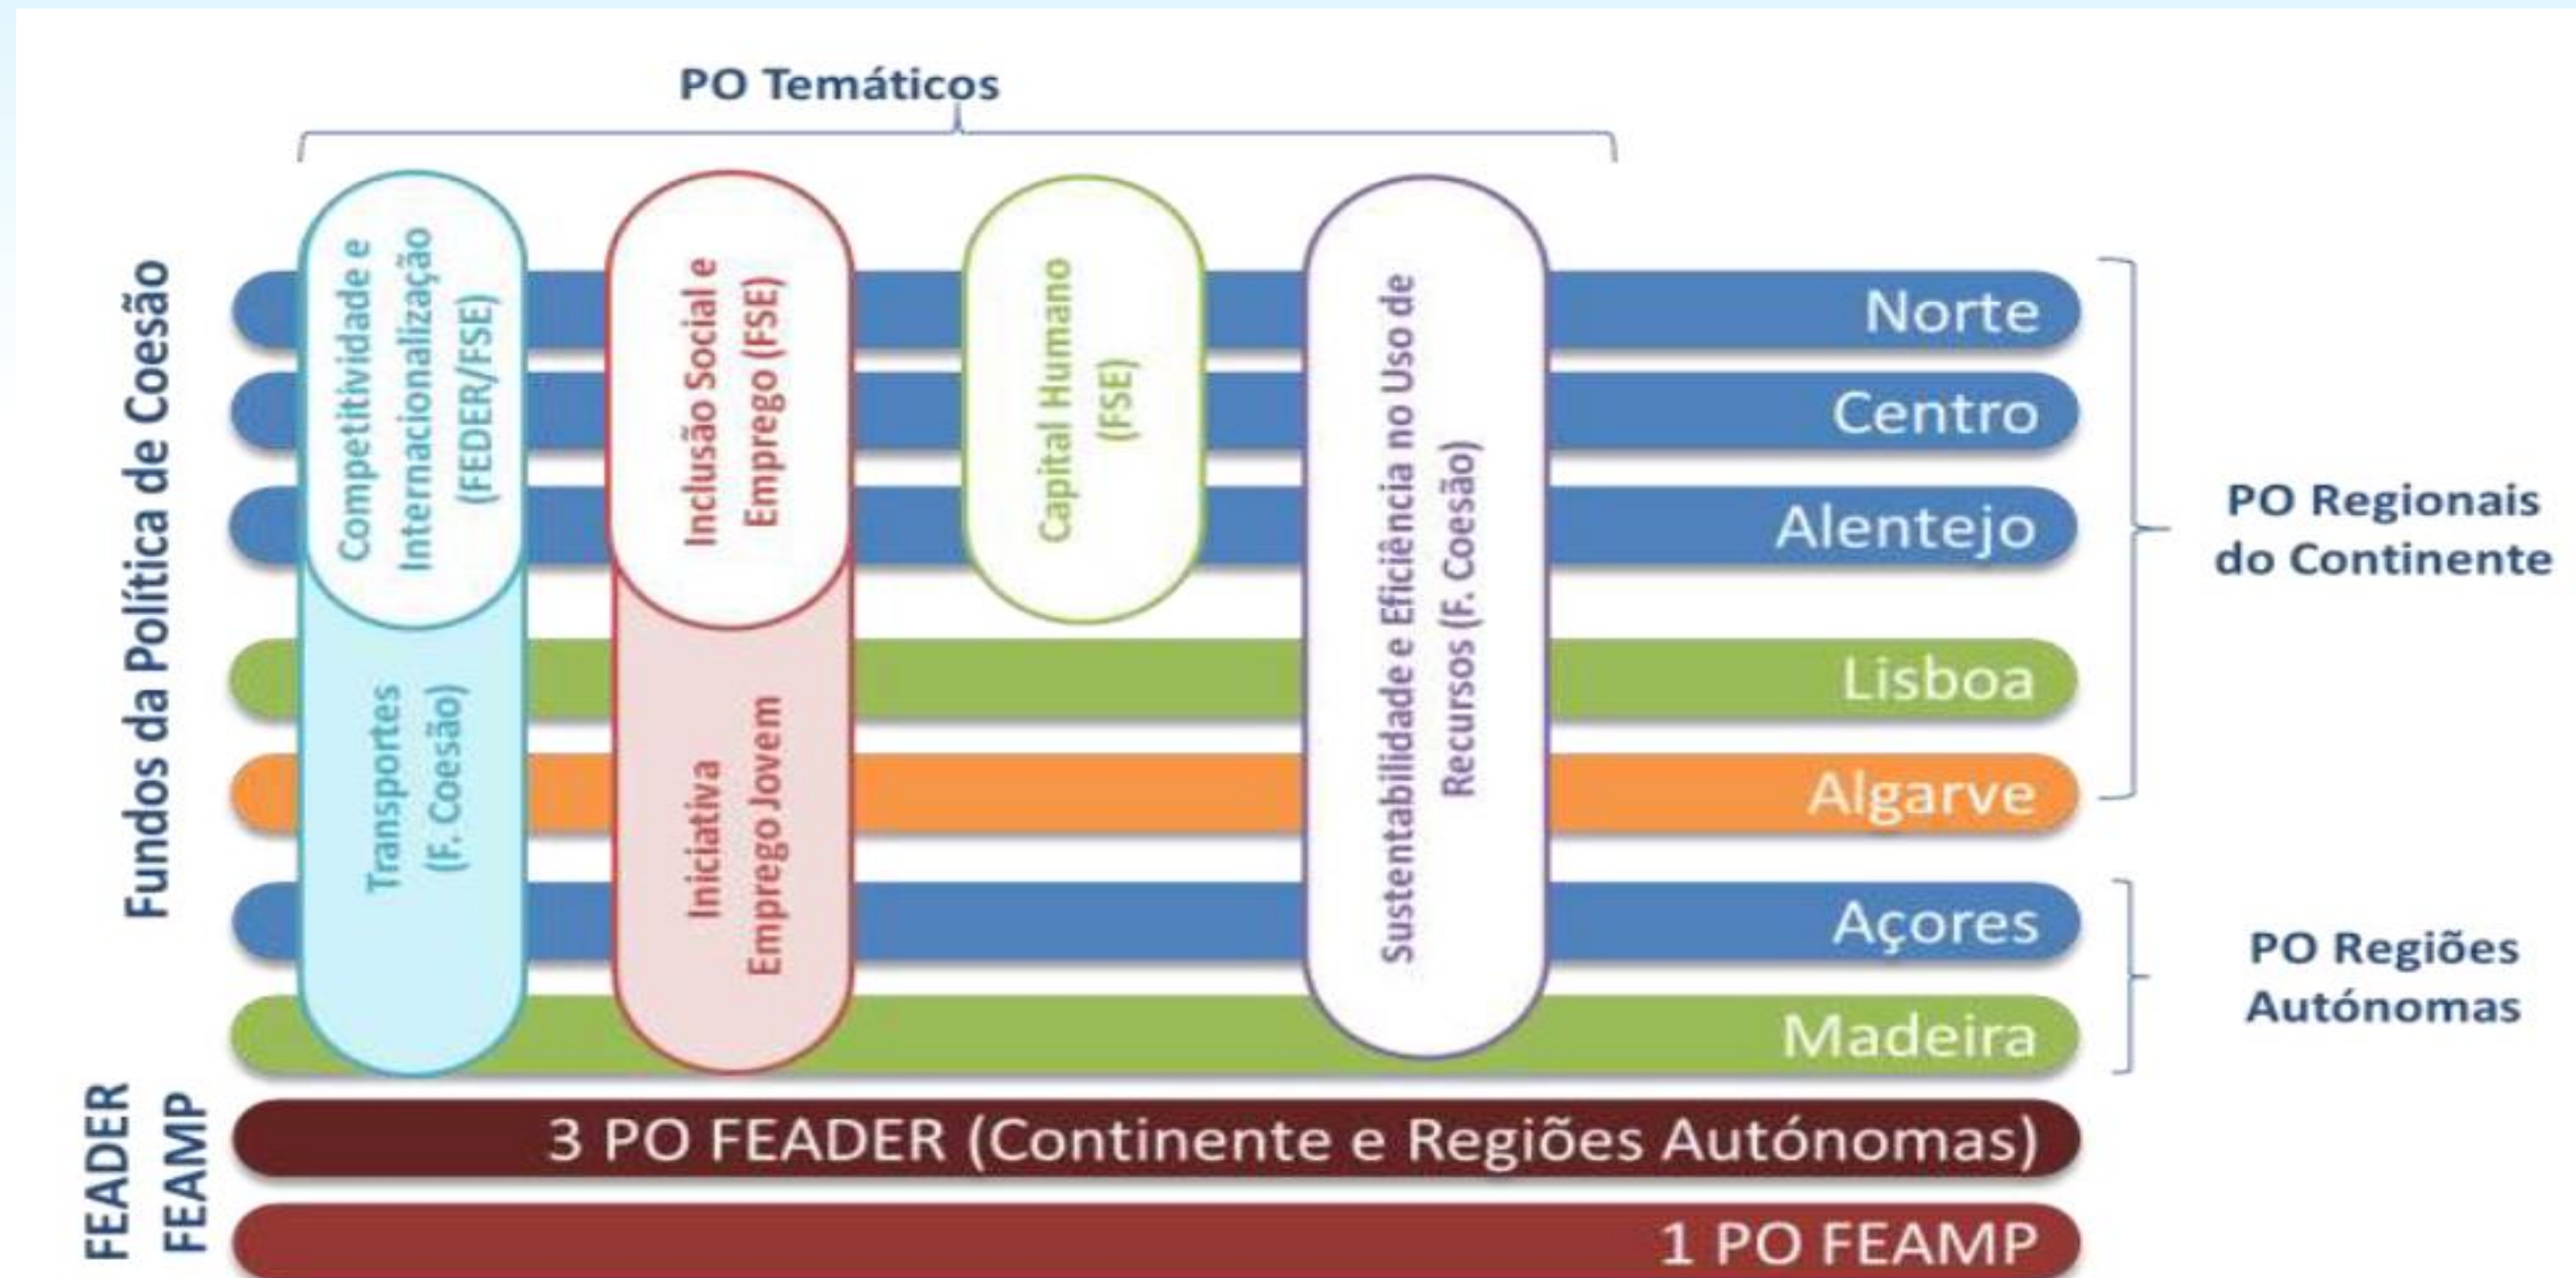 PO Temáticos
Fundos da Política de Coesão
Competitividade e
Internacionalização
(FEDER/FSE)
Transportes
(F. Coesão)
Inclusão Social e
Emprego (FSE)
Iniciativa
Emprego Jovem
Capital Humano
(FSE)
Sustentabilidade e Eficiência no Uso de
Recursos (F. Coesão)
Norte
Centro
Alentejo
Lisboa
Algarve
Açores
Madeira
PO Regionais
do Continente
PO Regiões
Autónomas
FEADER
FEAMP
3 PO FEADER (Continente e Regiões Autónomas)
1 PO FEAMP